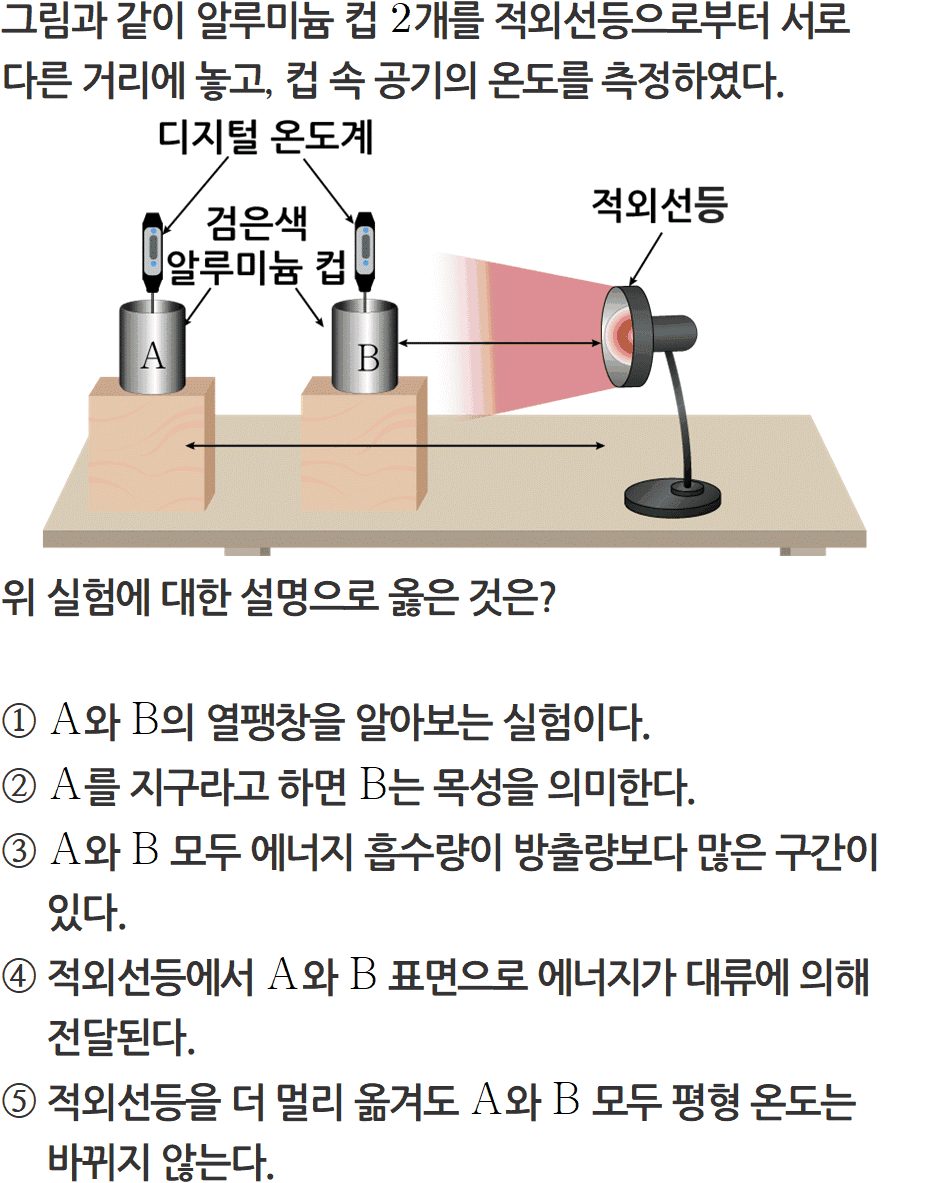 그림과 같이 알루미늄 컵 2개를 적외선등으로부터 서로
다른 거리에 놓고, 컵 속 공기의 온도를 측정하였다.
디지털 온도계
검은색
알루미늄 컵
적외선등
A
B
위 실험에 대한 설명으로 옳은 것은?
① A와 B의 열팽창을 알아보는 실험이다.
② A를 지구라고 하면 B는 목성을 의미한다.
③ A와 B 모두 에너지 흡수량이 방출량보다 많은 구간이
있다.
④ 적외선등에서 A와 B 표면으로 에너지가 대류에 의해
전달된다.
⑤ 적외선등을 더 멀리 옮겨도 A와 B 모두 평형 온도는
바뀌지 않는다.